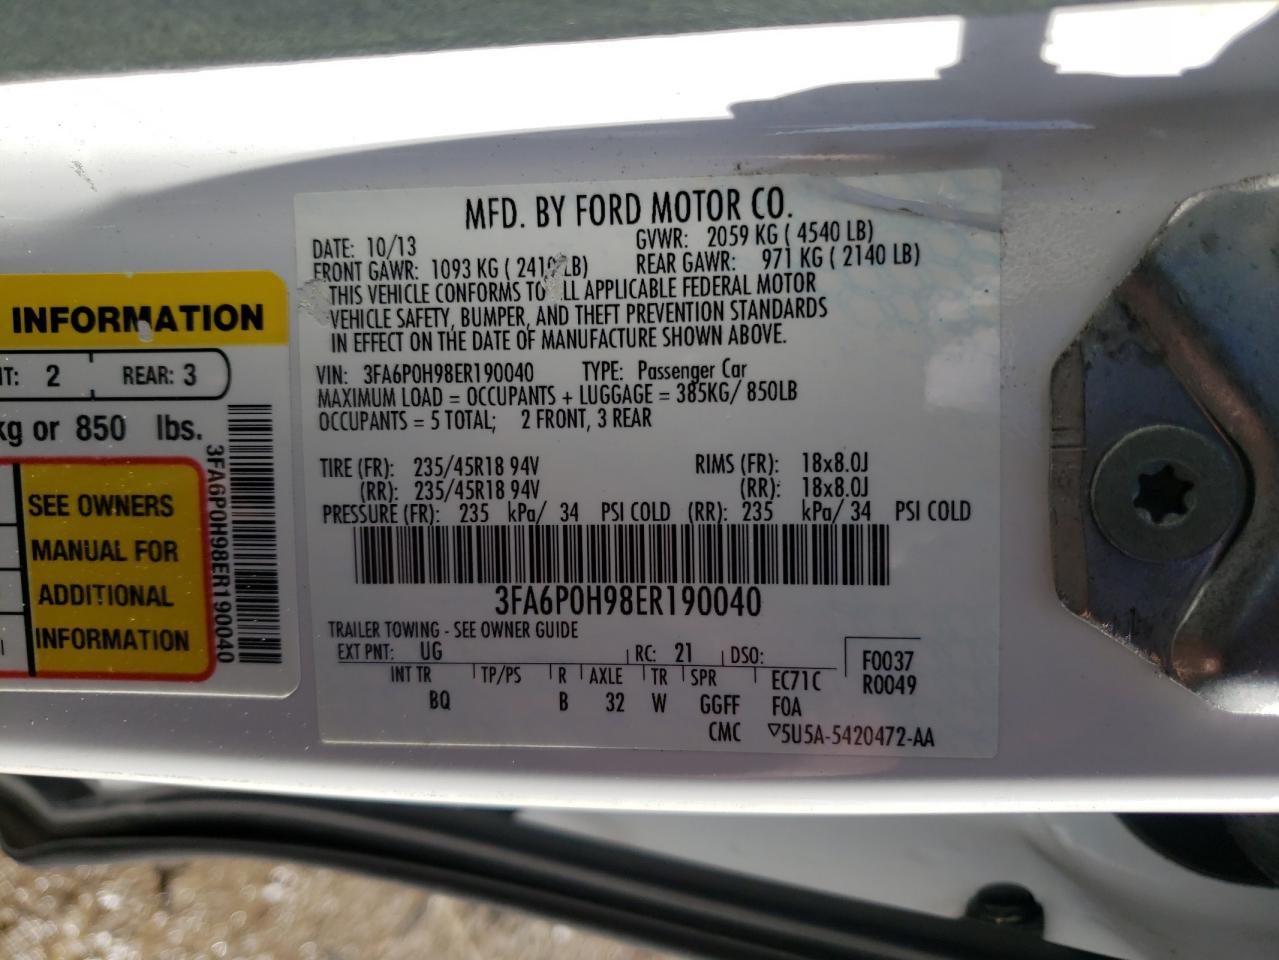 INFORMATION
NT: 2 REAR: 3
kg or 850 lbs.
3FA6P0H98ER190040
SEE OWNERS
MANUAL FOR
ADDITIONAL
INFORMATION
MFD. BY FORD MOTOR CO.
DATE: 10/13 GVWR: 2059 KG ( 4540 LB)
FRONT GAWR: 1093 KG ( 2410 LB) REAR GAWR: 971 KG ( 2140 LB)
THIS VEHICLE CONFORMS TO ALL APPLICABLE FEDERAL MOTOR
VEHICLE SAFETY, BUMPER, AND THEFT PREVENTION STANDARDS
IN EFFECT ON THE DATE OF MANUFACTURE SHOWN ABOVE.
VIN: 3FA6P0H98ER190040 TYPE: Passenger Car
MAXIMUM LOAD = OCCUPANTS + LUGGAGE = 385KG/ 850LB
OCCUPANTS = 5 TOTAL; 2 FRONT, 3 REAR
TIRE (FR): 235/45R18 94V RIMS (FR): 18x8.0J
(RR): 235/45R18 94V (RR): 18x8.0J
PRESSURE (FR): 235 kPa/ 34 PSI COLD (RR): 235 kPa/ 34 PSI COLD
3FA6P0H98ER190040
TRAILER TOWING - SEE OWNER GUIDE
EXT PNT: UG RC: 21 DSO: F0037
INT TR TP/PS R AXLE TR SPR EC71C R0049
BQ B 32 W GGFF FOA
CMC ▽5U5A-5420472-AA